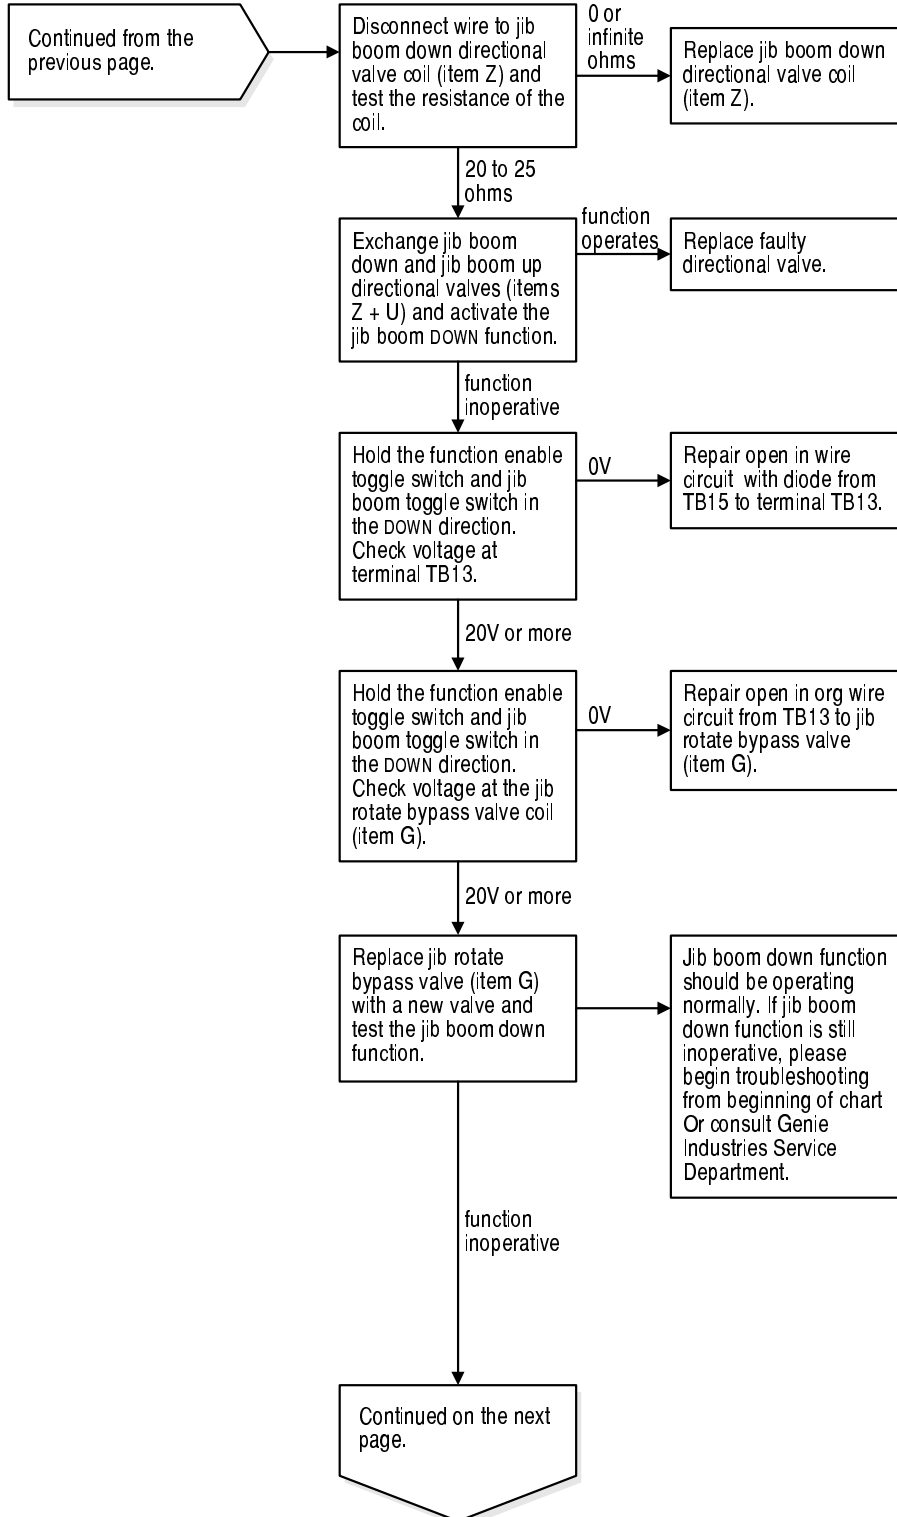 Continued from the
previous page.
Disconnect wire to jib
boom down directional
valve coil (item Z) and
test the resistance of the
coil.
0 or
infinite
ohms
Replace jib boom down
directional valve coil
(item Z).
20 to 25
ohms
Exchange jib boom
down and jib boom up
directional valves (items
Z + U) and activate the
jib boom DOWN function.
function
operates
Replace faulty
directional valve.
function
inoperative
Hold the function enable
toggle switch and jib
boom toggle switch in
the DOWN direction.
Check voltage at
terminal TB13.
0V
Repair open in wire
circuit with diode from
TB15 to terminal TB13.
20V or more
Hold the function enable
toggle switch and jib
boom toggle switch in
the DOWN direction.
Check voltage at the jib
rotate bypass valve coil
(item G).
0V
Repair open in org wire
circuit from TB13 to jib
rotate bypass valve
(item G).
20V or more
Replace jib rotate
bypass valve (item G)
with a new valve and
test the jib boom down
function.
Jib boom down function
should be operating
normally. If jib boom
down function is still
inoperative, please
begin troubleshooting
from beginning of chart
Or consult Genie
Industries Service
Department.
function
inoperative
Continued on the next
page.